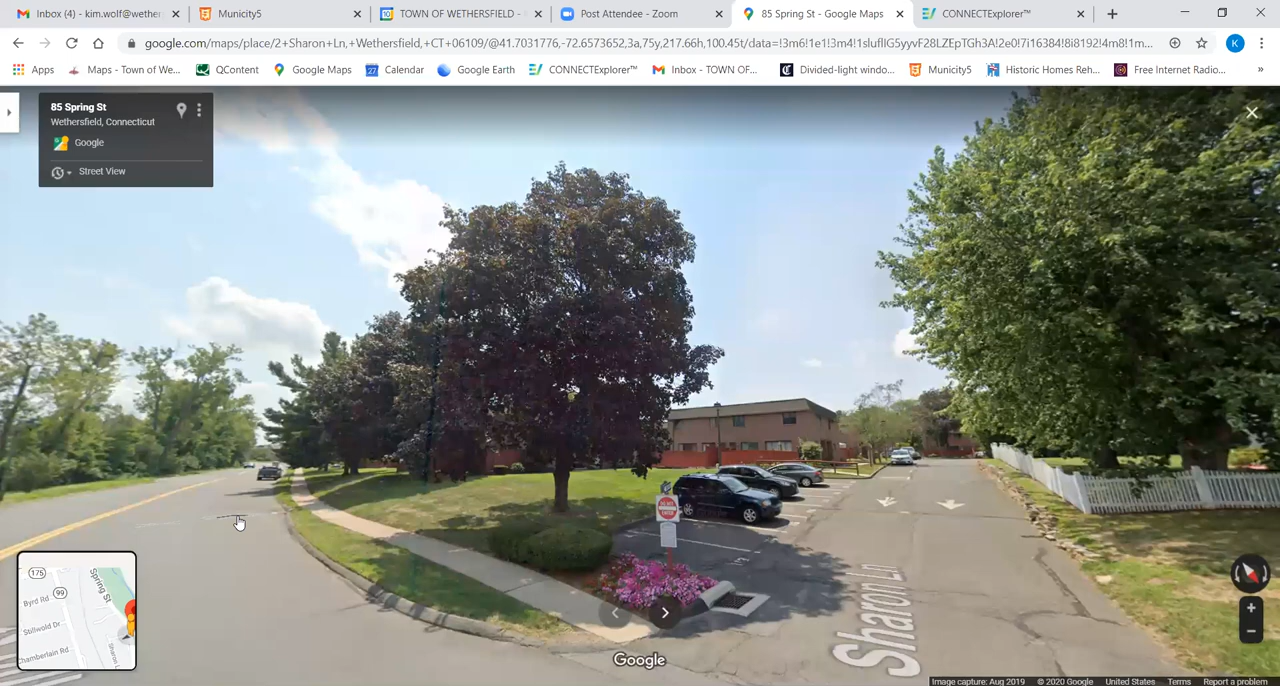 Inbox (4) - kim.wolf@wether
Municity5
TOWN OF WETHERSFIELD -
Post Attendee - Zoom
85 Spring St - Google Maps
CONNECTExplorer™
google.com/maps/place/2+Sharon+Ln,+Wethersfield,+CT+06109/@41.7031776,-72.6573652,3a,75y,217.66h,100.45t/data=!3m6!1e1!3m4!1sluflIG5yyvF28LZEpTGh3A!2e0!7i16384!8i8192!4m8!1m...
K
Apps
Maps - Town of We...
QContent
Google Maps
27
Calendar
Google Earth
CONNECTExplorer™
Inbox - TOWN OF...
Divided-light windo...
Municity5
Historic Homes Reh...
Free Internet Radio...
»
85 Spring St
Wethersfield, Connecticut
Google
Street View
175
99
Spring St
Byrd Rd
Stillwold Dr
Chamberlain Rd
Sharon L
Sharon Ln
Google
Image capture: Aug 2019 © 2020 Google United States Terms Report a problem